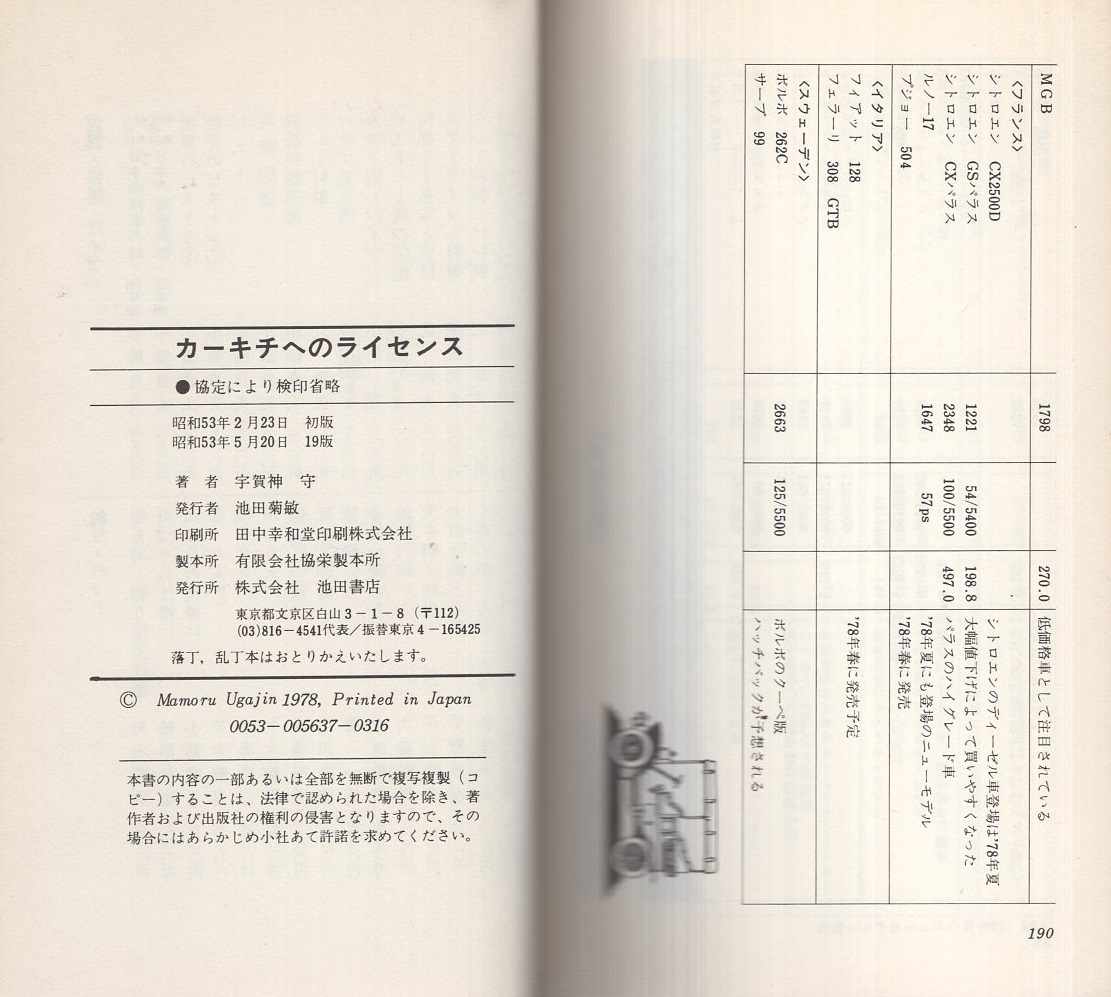 カーキチへのライセンス
●協定により検印省略
昭和53年2月23日　初版
昭和53年5月20日　19版
著　者　宇賀神　守
発行者　池田菊敏
印刷所　田中幸和堂印刷株式会社
製本所　有限会社協栄製本所
発行所　株式会社　池田書店
東京都文京区白山3－1－8（〒112）
(03)816－4541代表／振替東京4－165425
落丁，乱丁本はおとりかえいたします。
© Mamoru Ugajin 1978, Printed in Japan
0053－005637－0316
本書の内容の一部あるいは全部を無断で複写複製（コ
ピー）することは、法律で認められた場合を除き、著
作者および出版社の権利の侵害となりますので、その
場合にはあらかじめ小社あて許諾を求めてください。
MGB　1798　270.0　低価格車として注目されている
〈フランス〉
シトロエン　CX2500D　シトロエンのディーゼル車登場は'78年夏
シトロエン　GSパラス　1221　54/5400　198.8　大幅値下げによって買いやすくなった
シトロエン　CXパラス　2348　100/5500　497.0　パラスのハイグレード車
ルノー17　1647　57ps　'78年夏にも登場のニューモデル
プジョー　504　'78年春に発売
〈イタリア〉
フィアット　128　'78年春に発売予定
フェラーリ　308　GTB
〈スウェーデン〉
ボルボ　262C　2663　125/5500　ボルボのクーペ版
サーブ　99　ハッチバックが予想される
190